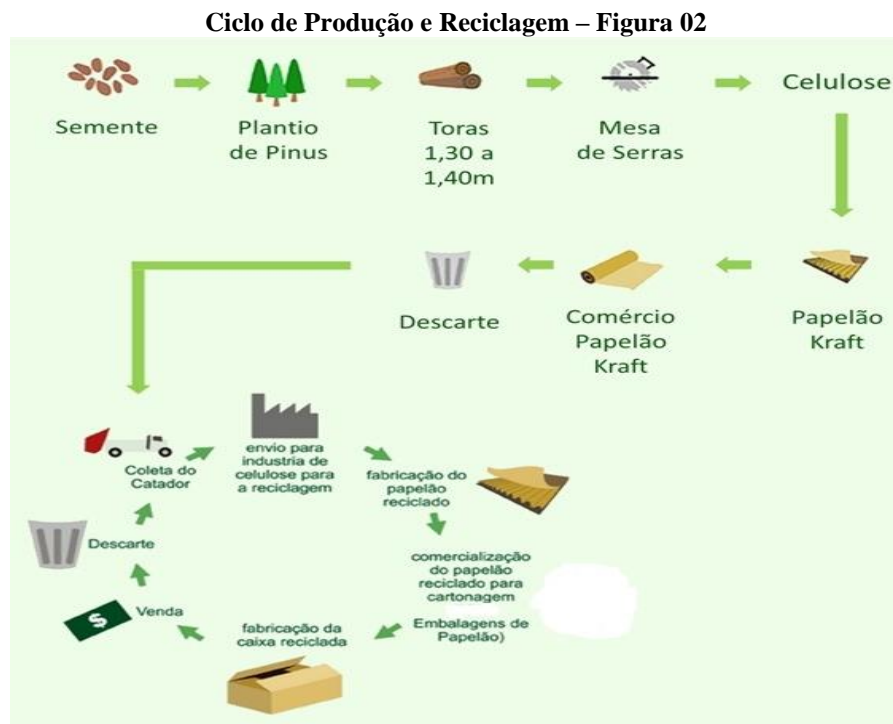 Ciclo de Produção e Reciclagem – Figura 02
Semente
Plantio
de Pinus
Toras
1,30 a
1,40m
Mesa
de Serras
Celulose
Papelão
Kraft
Comércio
Papelão
Kraft
Descarte
Coleta do
Catador
envio para
industria de
celulose para
a reciclagem
fabricação do
papelão
reciclado
comercialização
do papelão
reciclado para
cartonagem
Embalagens de
Papelão)
fabricação da
caixa reciclada
$
Venda
Descarte